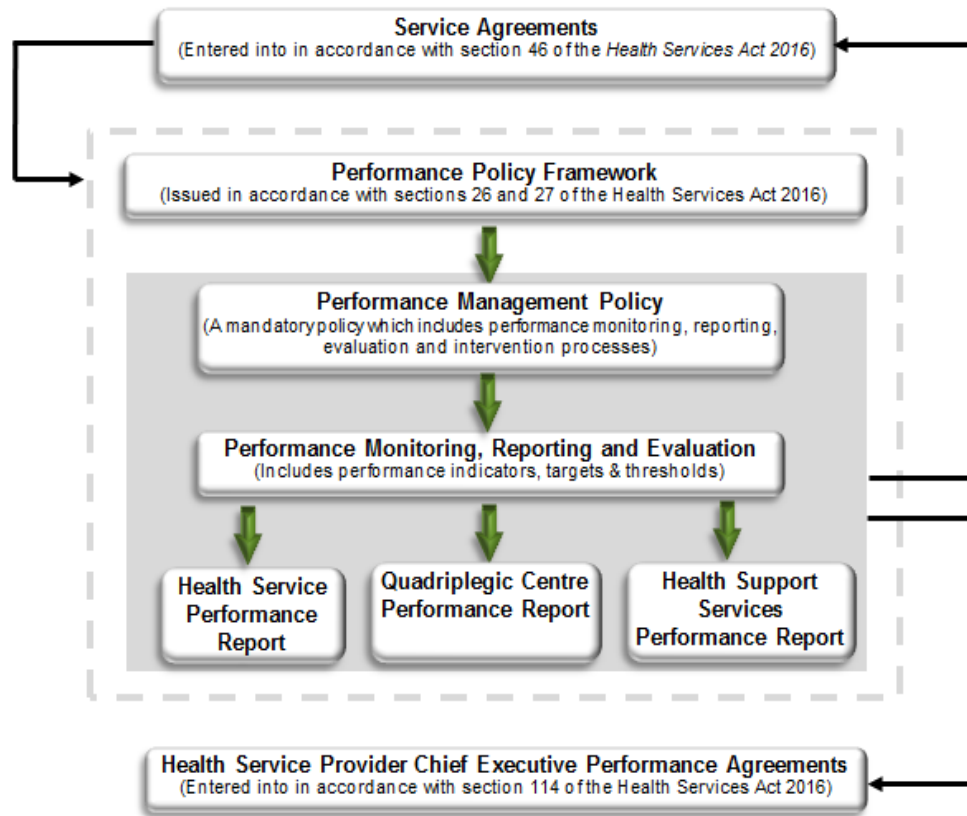 Service Agreements
(Entered into in accordance with section 46 of the Health Services Act 2016)
Performance Policy Framework
(Issued in accordance with sections 26 and 27 of the Health Services Act 2016)
Performance Management Policy
(A mandatory policy which includes performance monitoring, reporting,
evaluation and intervention processes)
Performance Monitoring, Reporting and Evaluation
(Includes performance indicators, targets & thresholds)
Health Service
Performance
Report
Quadriplegic Centre
Performance Report
Health Support
Services
Performance Report
Health Service Provider Chief Executive Performance Agreements
(Entered into in accordance with section 114 of the Health Services Act 2016)